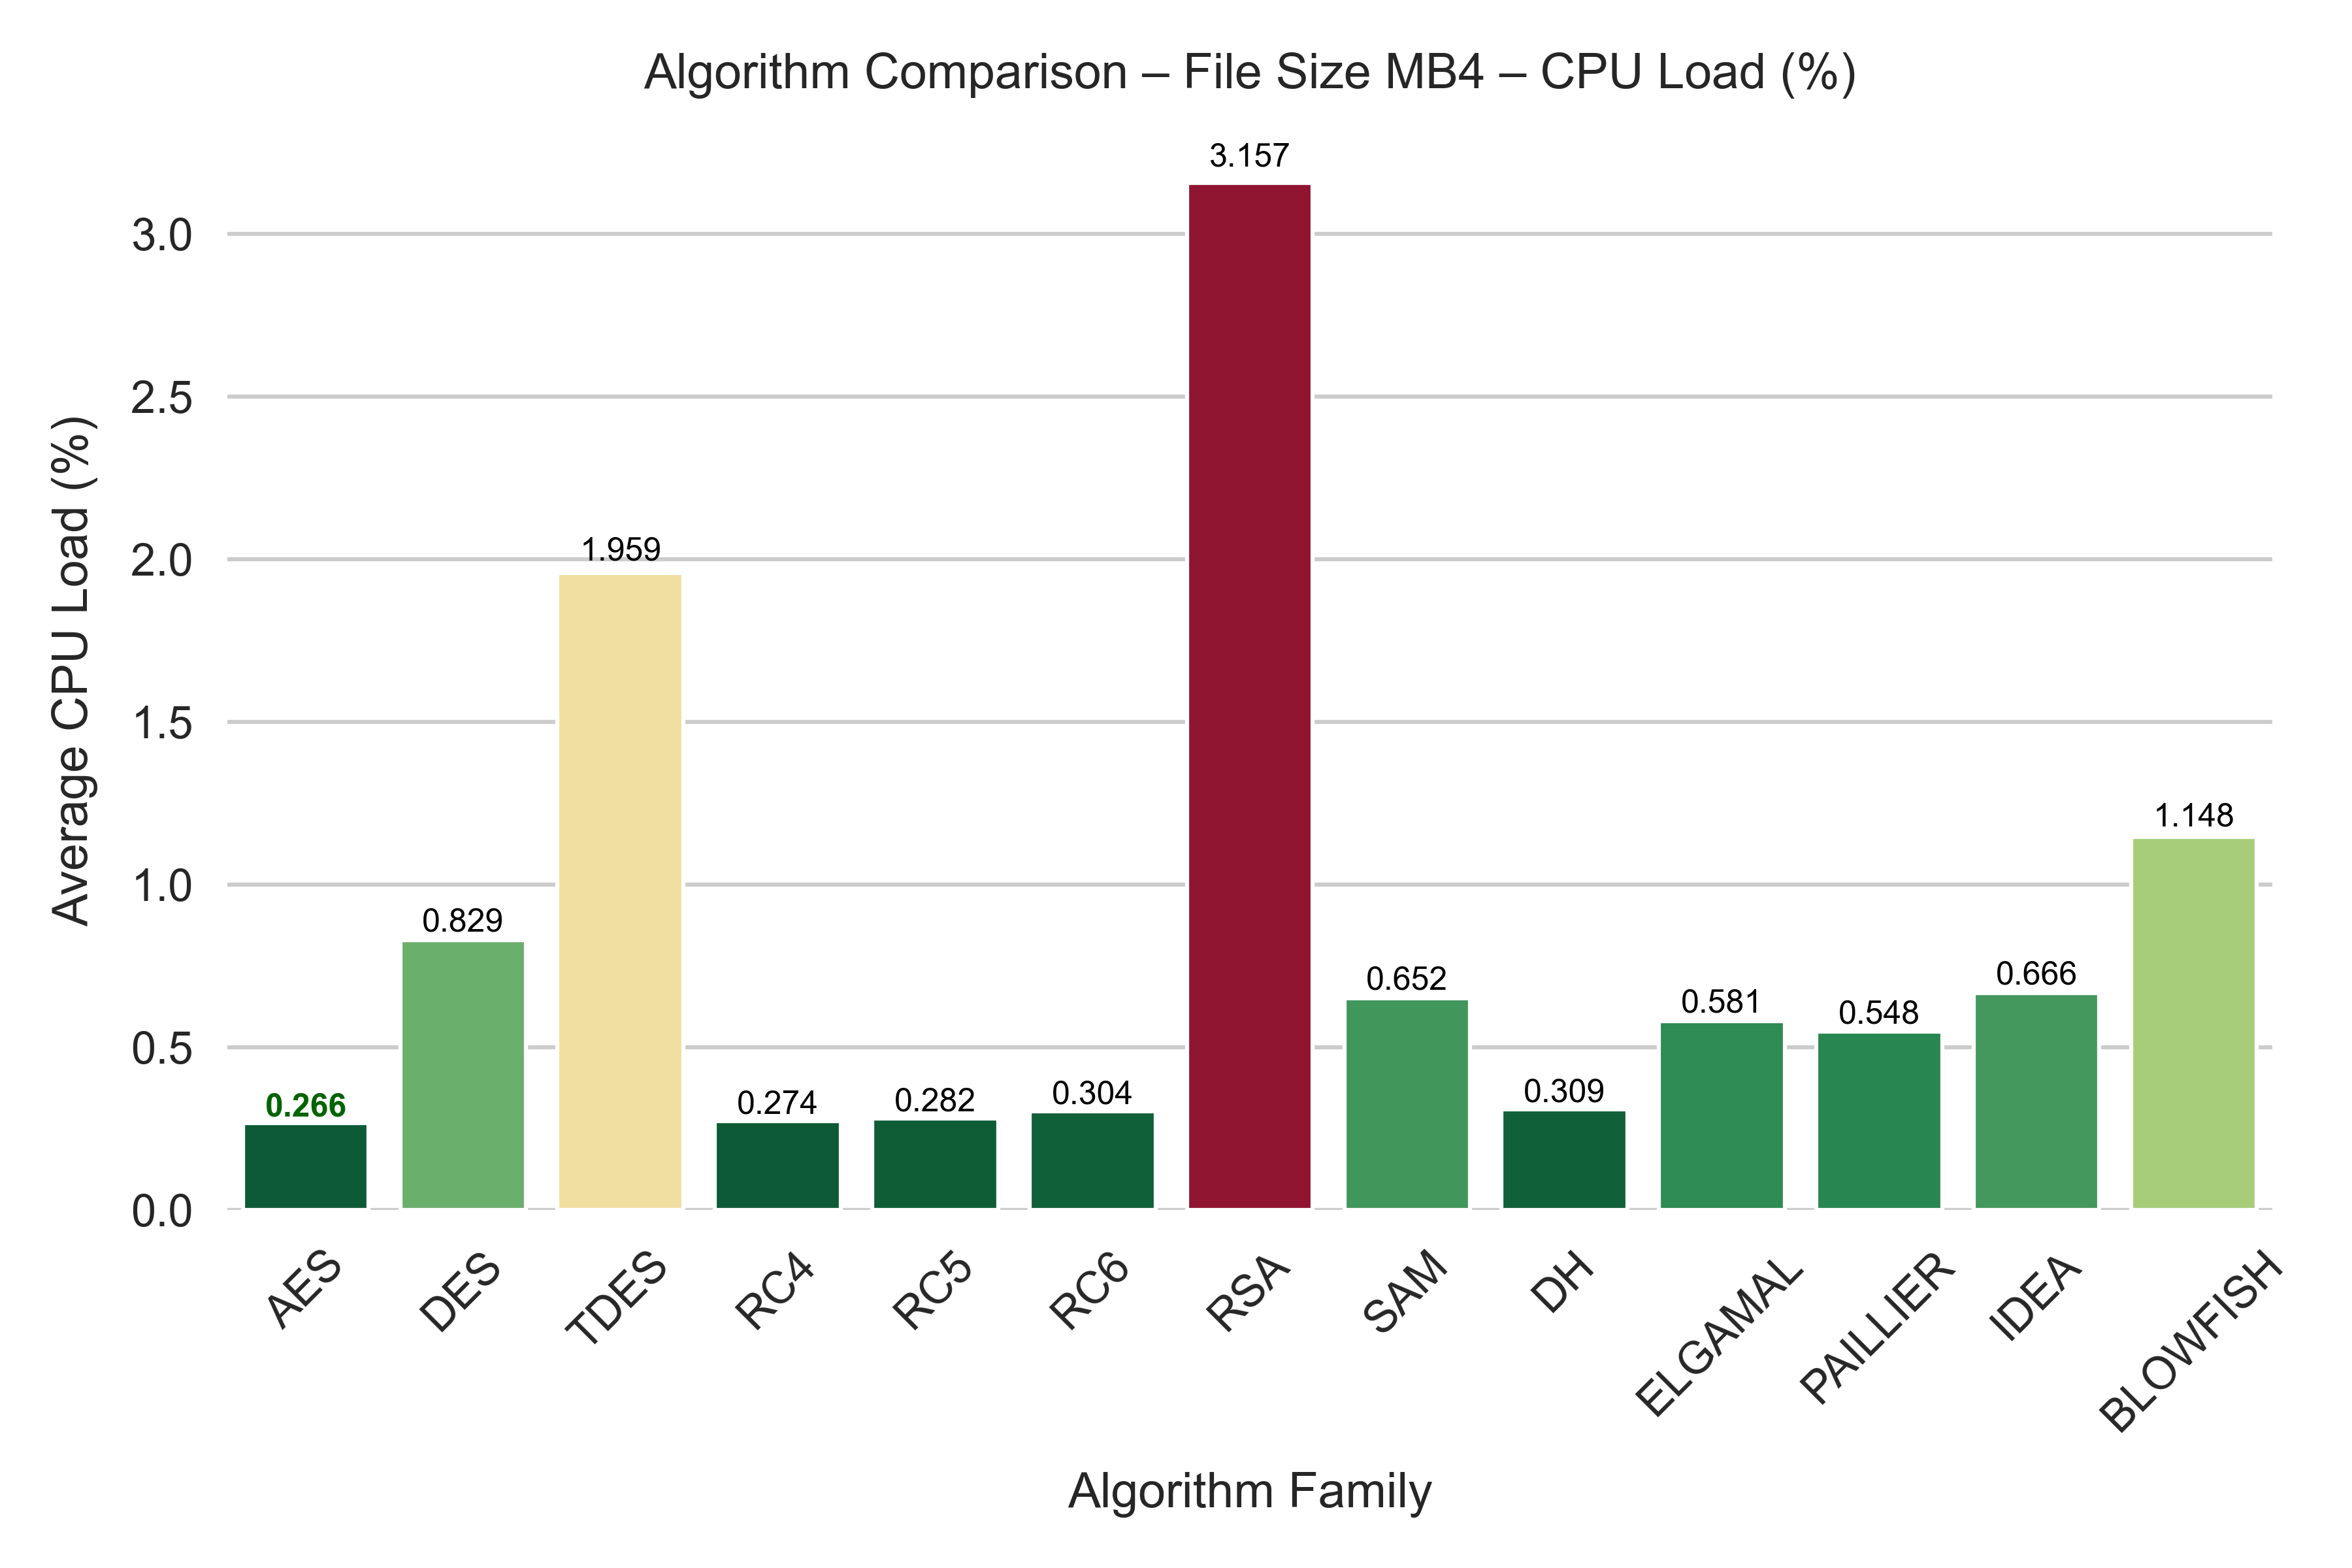 Algorithm Comparison – File Size MB4 – CPU Load (%)
Average CPU Load (%)
3.0
2.5
2.0
1.5
1.0
0.5
0.0
0.266
0.829
1.959
0.274
0.282
0.304
3.157
0.652
0.309
0.581
0.548
0.666
1.148
AES
DES
TDES
RC4
RC5
RC6
RSA
SAM
DH
ELGAMAL
PAILLIER
IDEA
BLOWFISH
Algorithm Family